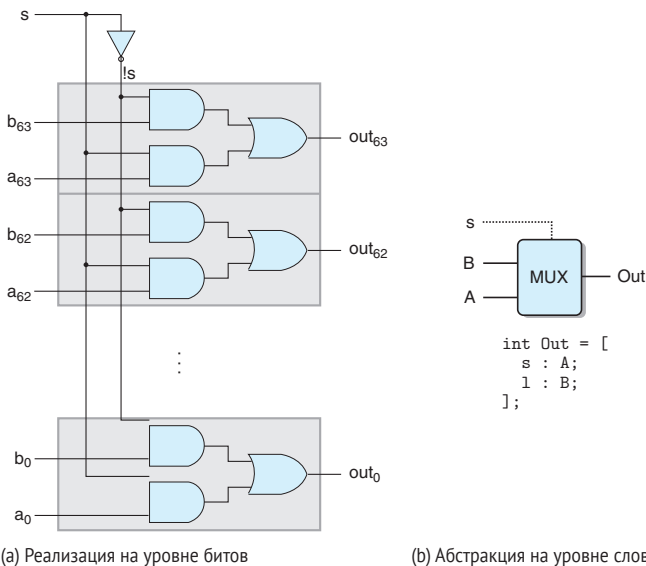 s
!s
b63
a63
out63
b62
a62
out62
⋮
b0
a0
out0
s
B
A
MUX
Out
int Out = [
s : A;
1 : B;
];
(a) Реализация на уровне битов
(b) Абстракция на уровне слов